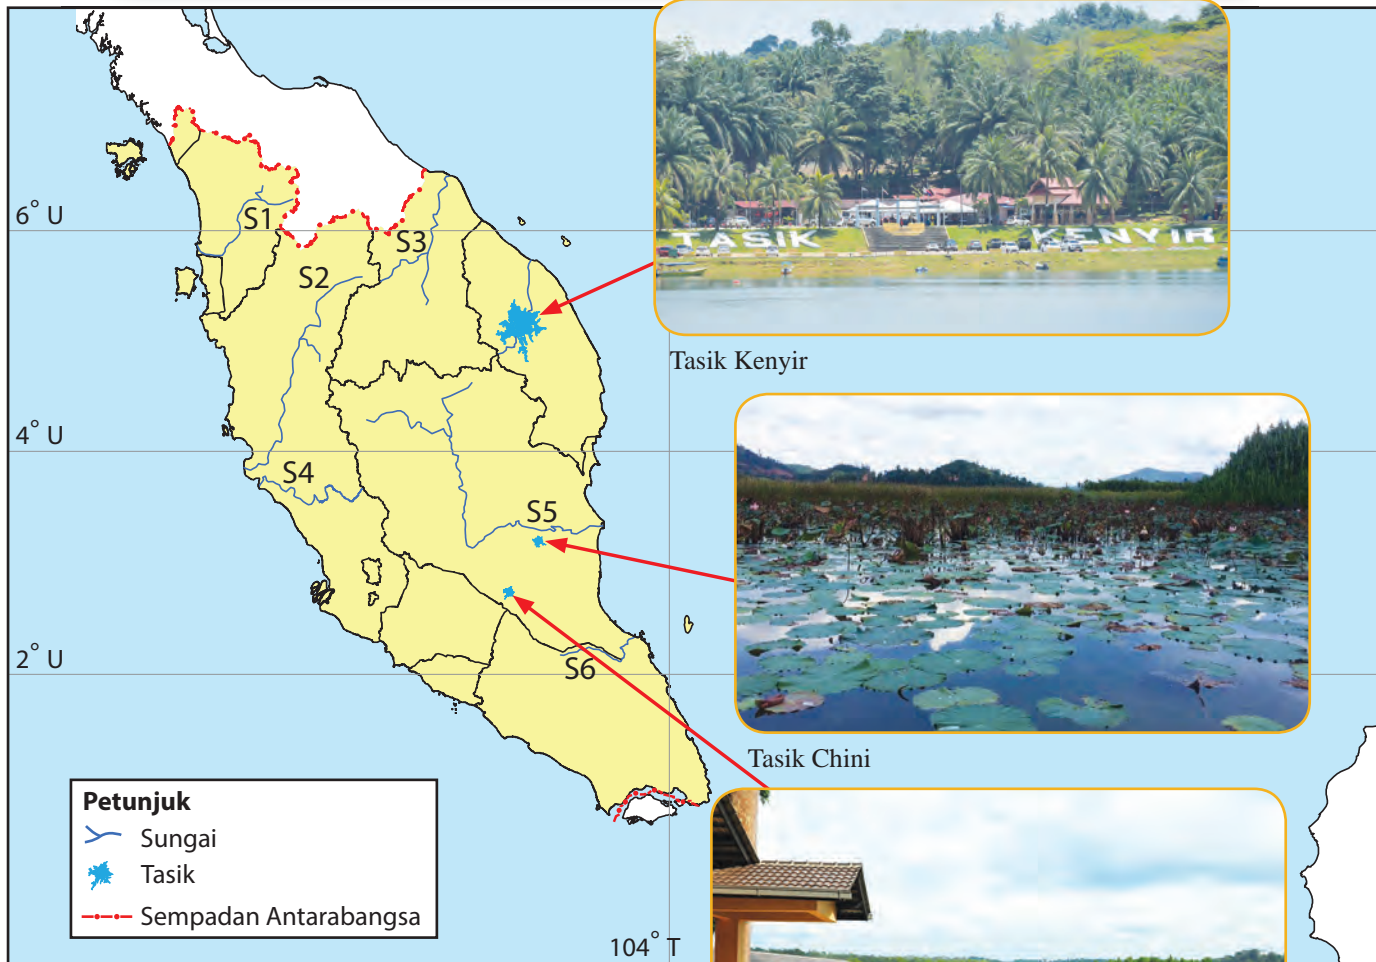 6° U
4° U
2° U
104° T
S1
S2
S3
S4
S5
S6
TASIK KENYIR
Tasik Kenyir
Tasik Chini
Petunjuk
Sungai
Tasik
Sempadan Antarabangsa